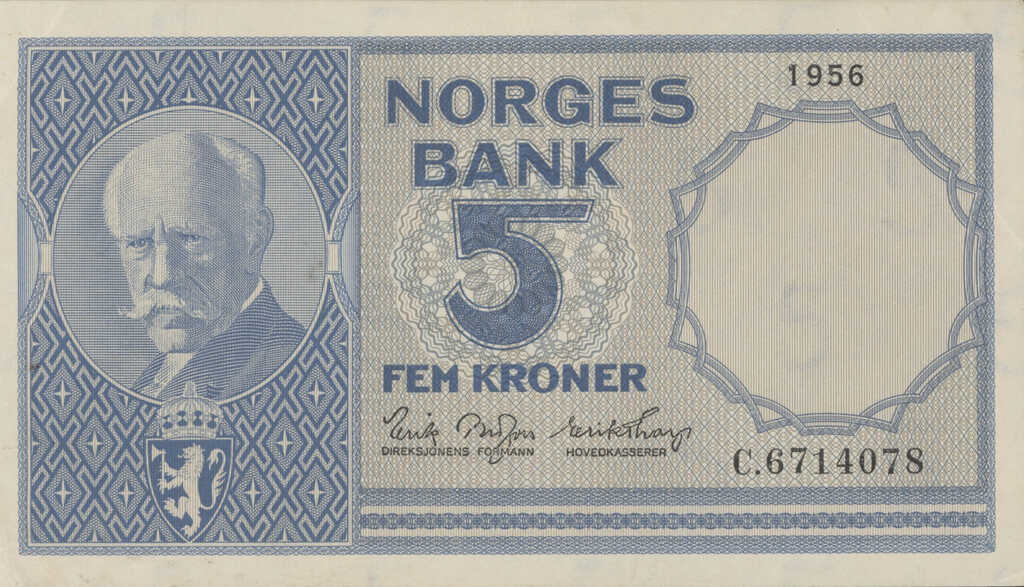 1956
NORGES
BANK
5
FEM KRONER
DIREKSJONENS FORMANN
HOVEDKASSERER
C.6714078